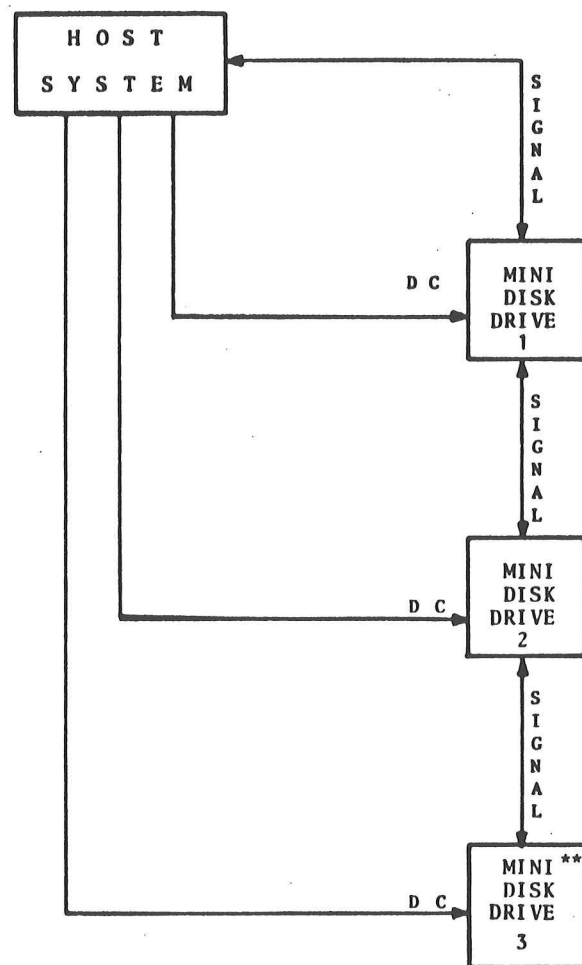 HOST
SYSTEM
SIGNAL
DC
MINI
DISK
DRIVE
1
SIGNAL
DC
MINI
DISK
DRIVE
2
SIGNAL
DC
MINI **
DISK
DRIVE
3